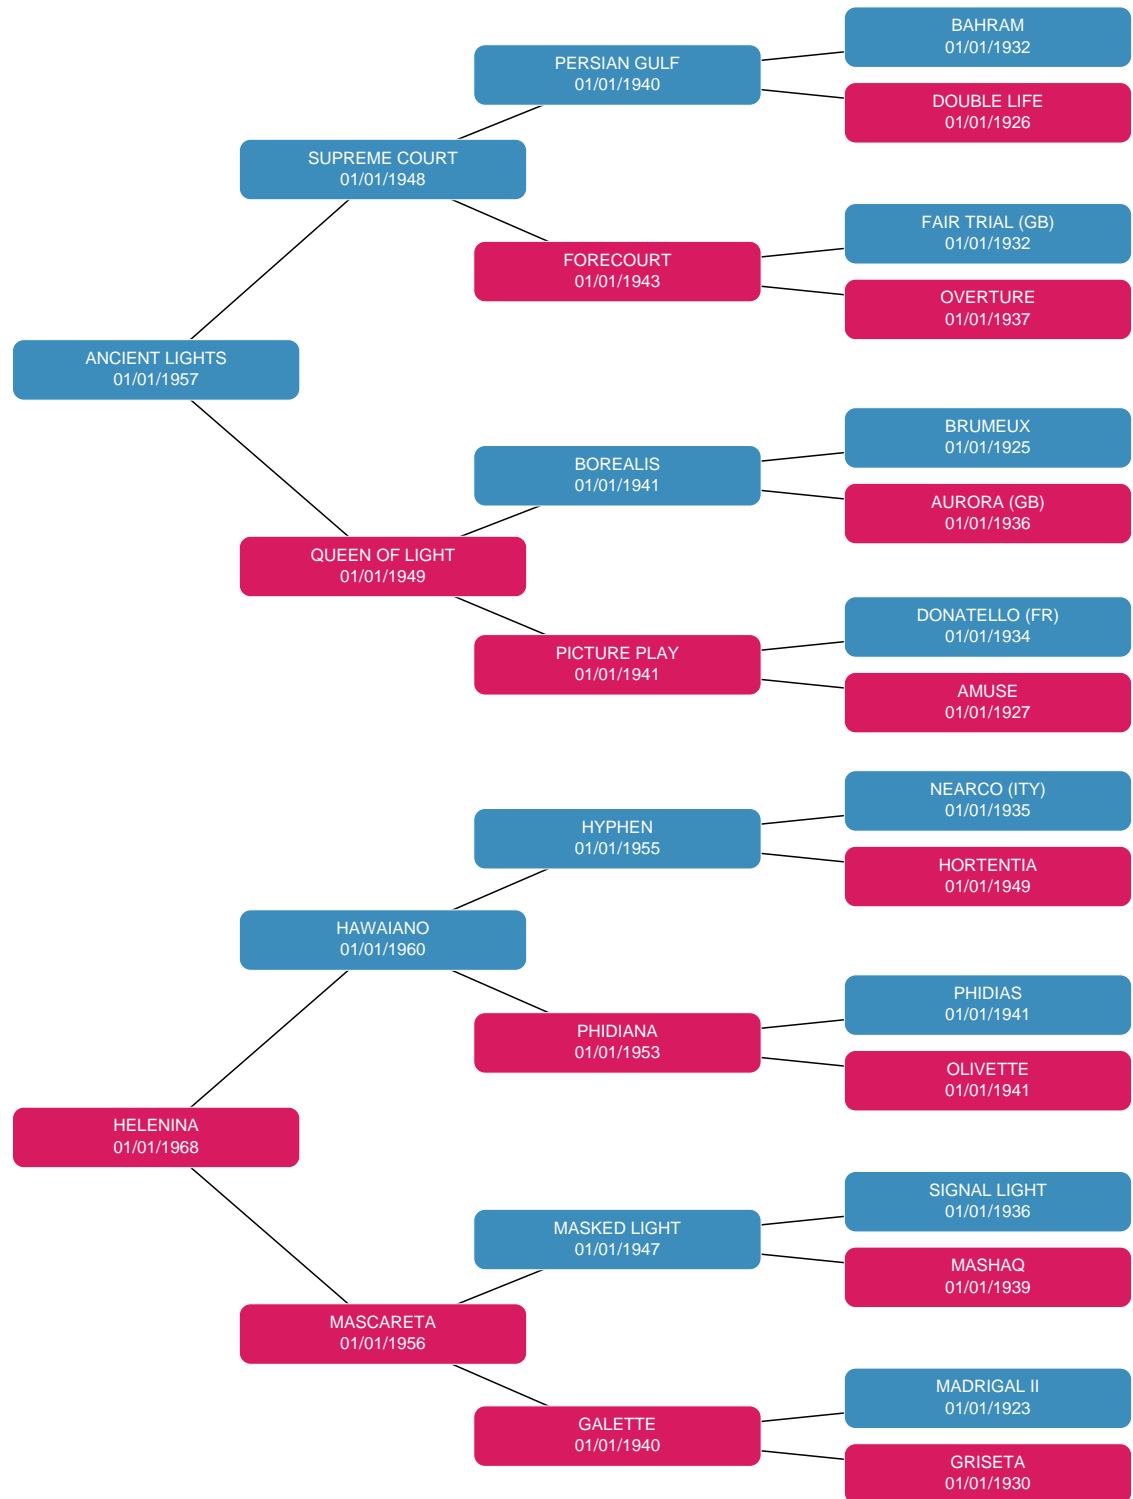 BAHRAM
01/01/1932
PERSIAN GULF
01/01/1940
DOUBLE LIFE
01/01/1926
SUPREME COURT
01/01/1948
FAIR TRIAL (GB)
01/01/1932
FORECOURT
01/01/1943
OVERTURE
01/01/1937
ANCIENT LIGHTS
01/01/1957
BRUMEUX
01/01/1925
BOREALIS
01/01/1941
AURORA (GB)
01/01/1936
QUEEN OF LIGHT
01/01/1949
DONATELLO (FR)
01/01/1934
PICTURE PLAY
01/01/1941
AMUSE
01/01/1927
NEARCO (ITY)
01/01/1935
HYPHEN
01/01/1955
HORTENTIA
01/01/1949
HAWAIANO
01/01/1960
PHIDIAS
01/01/1941
PHIDIANA
01/01/1953
OLIVETTE
01/01/1941
HELENINA
01/01/1968
SIGNAL LIGHT
01/01/1936
MASKED LIGHT
01/01/1947
MASHAQ
01/01/1939
MASCARETA
01/01/1956
MADRIGAL II
01/01/1923
GALETTE
01/01/1940
GRISETA
01/01/1930